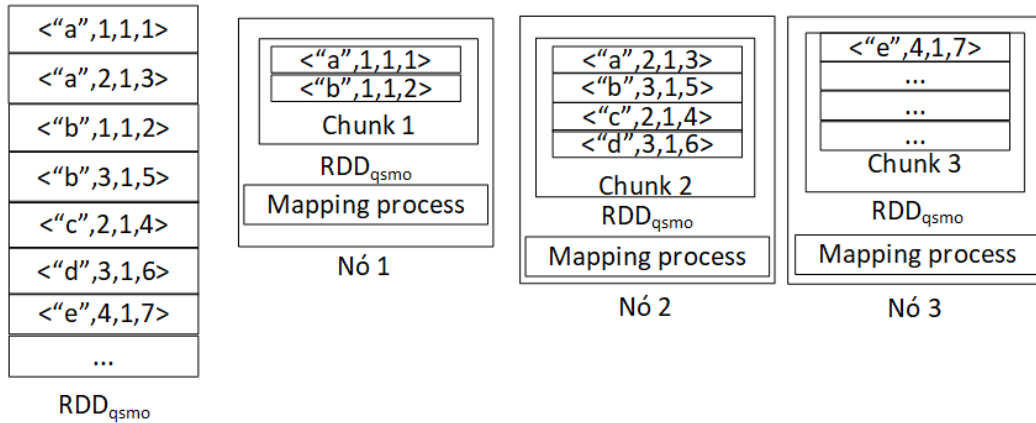 <“a”,1,1,1>
<“a”,2,1,3>
<“b”,1,1,2>
<“b”,3,1,5>
<“c”,2,1,4>
<“d”,3,1,6>
<“e”,4,1,7>
...
RDDqsmo
<“a”,1,1,1>
<“b”,1,1,2>
Chunk 1
RDDqsmo
Mapping process
Nó 1
<“a”,2,1,3>
<“b”,3,1,5>
<“c”,2,1,4>
<“d”,3,1,6>
Chunk 2
RDDqsmo
Mapping process
Nó 2
<“e”,4,1,7>
...
...
...
Chunk 3
RDDqsmo
Mapping process
Nó 3